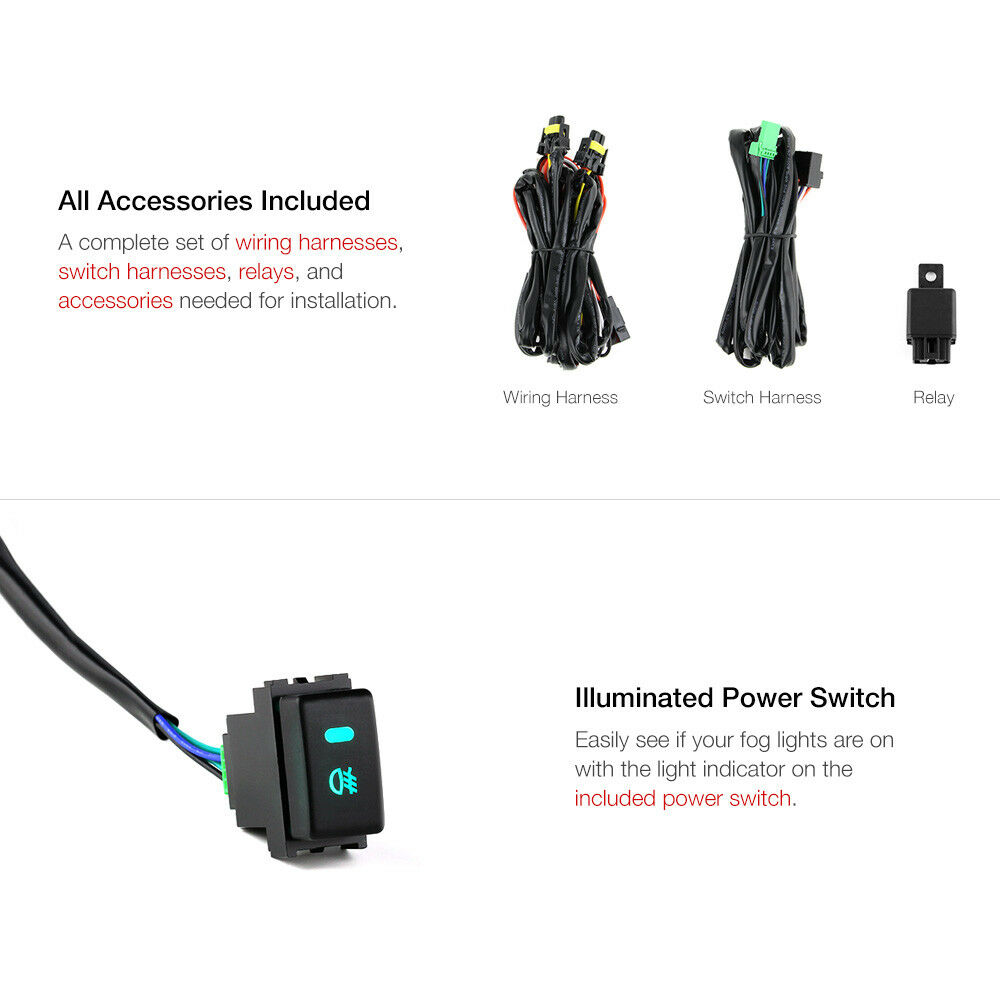 All Accessories Included
A complete set of wiring harnesses,
switch harnesses, relays, and
accessories needed for installation.
Wiring Harness
Switch Harness
Relay
Illuminated Power Switch
Easily see if your fog lights are on
with the light indicator on the
included power switch.